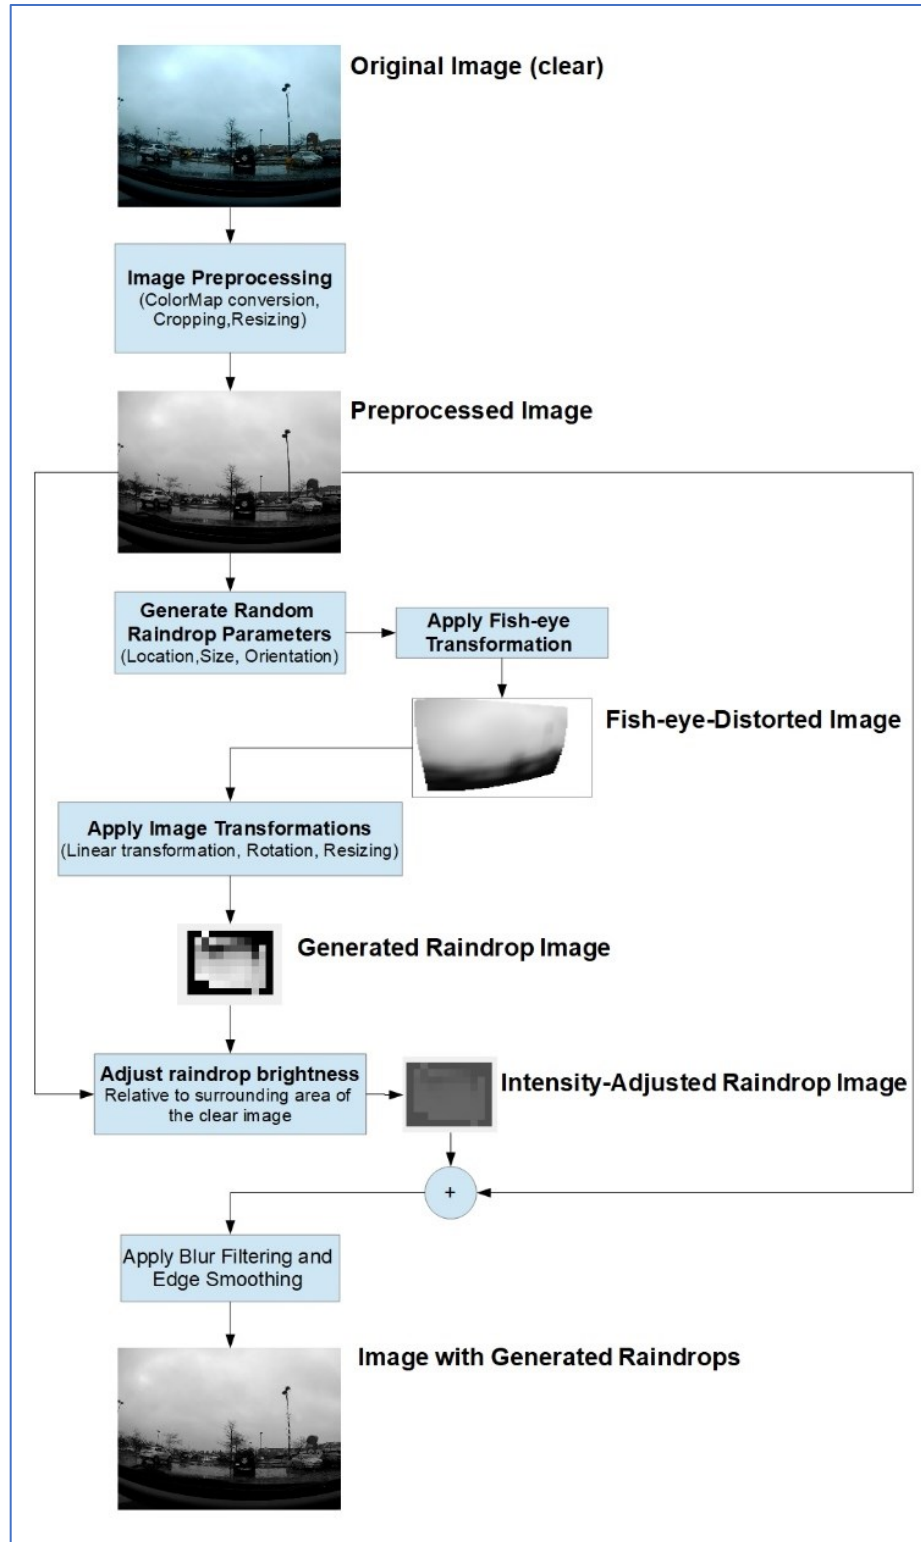 Original Image (clear)
Image Preprocessing
(ColorMap conversion,
Cropping,Resizing)
Preprocessed Image
Generate Random
Raindrop Parameters
(Location,Size, Orientation)
Apply Fish-eye
Transformation
Fish-eye-Distorted Image
Apply Image Transformations
(Linear transformation, Rotation, Resizing)
Generated Raindrop Image
Adjust raindrop brightness
Relative to surrounding area of
the clear image
Intensity-Adjusted Raindrop Image
+
Apply Blur Filtering and
Edge Smoothing
Image with Generated Raindrops